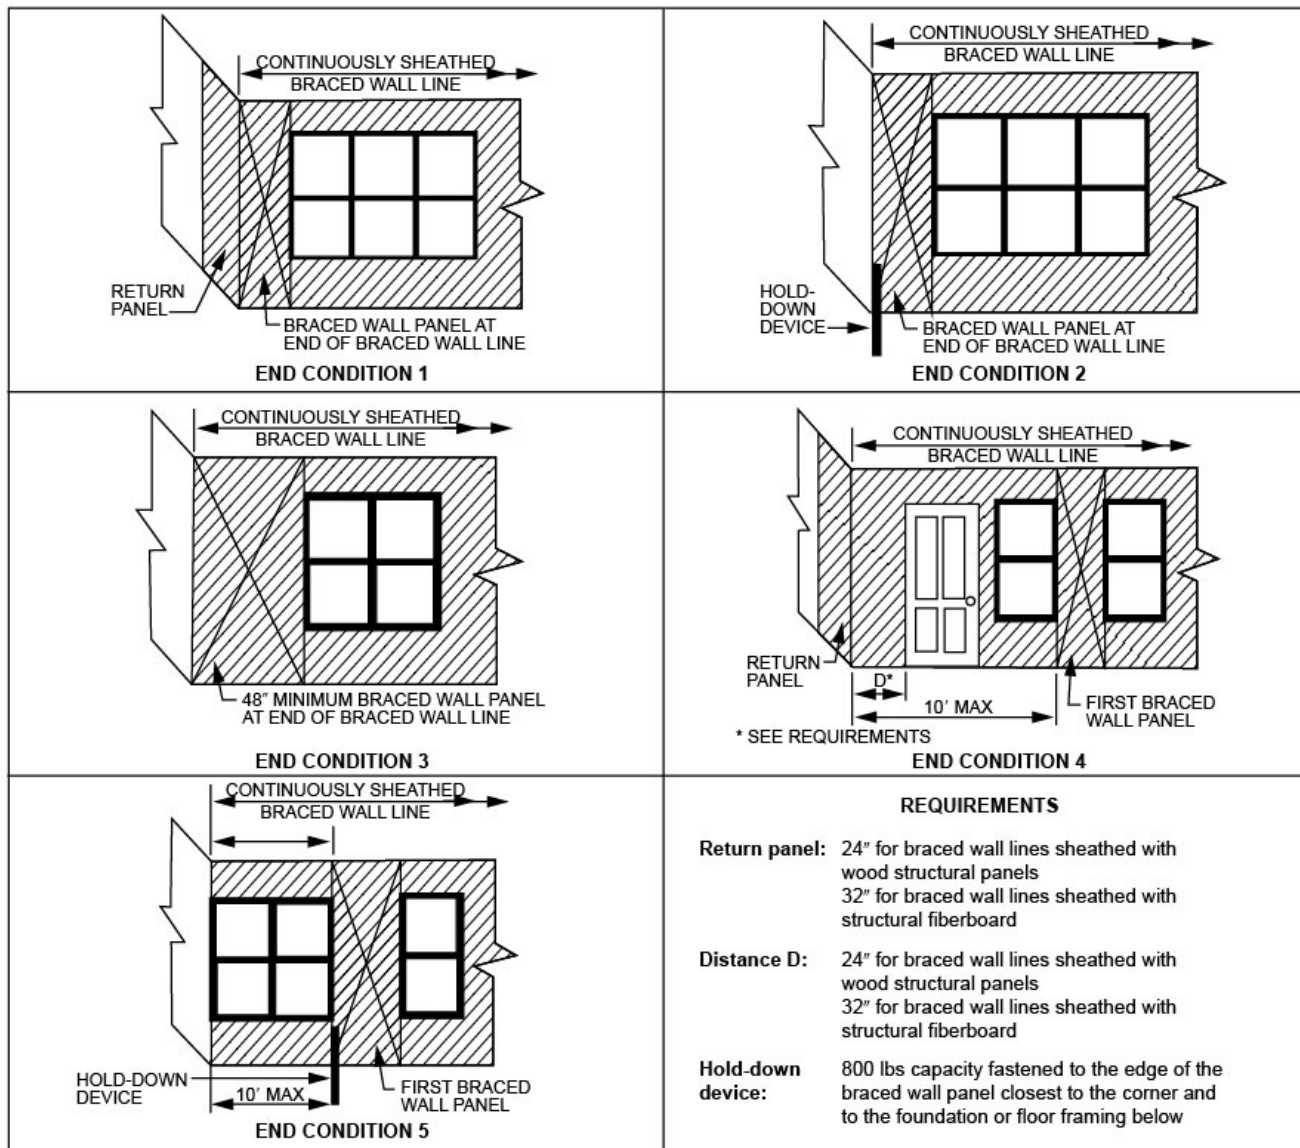 CONTINUOUSLY SHEATHED
BRACED WALL LINE
RETURN
PANEL
BRACED WALL PANEL AT
END OF BRACED WALL LINE
END CONDITION 1
CONTINUOUSLY SHEATHED
BRACED WALL LINE
HOLD-
DOWN
DEVICE
BRACED WALL PANEL AT
END OF BRACED WALL LINE
END CONDITION 2
CONTINUOUSLY SHEATHED
BRACED WALL LINE
48″ MINIMUM BRACED WALL PANEL
AT END OF BRACED WALL LINE
END CONDITION 3
CONTINUOUSLY SHEATHED
BRACED WALL LINE
RETURN
PANEL
D*
10′ MAX
FIRST BRACED
WALL PANEL
* SEE REQUIREMENTS
END CONDITION 4
CONTINUOUSLY SHEATHED
BRACED WALL LINE
HOLD-DOWN
DEVICE
10′ MAX
FIRST BRACED
WALL PANEL
END CONDITION 5
REQUIREMENTS
Return panel: 24″ for braced wall lines sheathed with
wood structural panels
32″ for braced wall lines sheathed with
structural fiberboard
Distance D: 24″ for braced wall lines sheathed with
wood structural panels
32″ for braced wall lines sheathed with
structural fiberboard
Hold-down 800 lbs capacity fastened to the edge of the
device: braced wall panel closest to the corner and
to the foundation or floor framing below